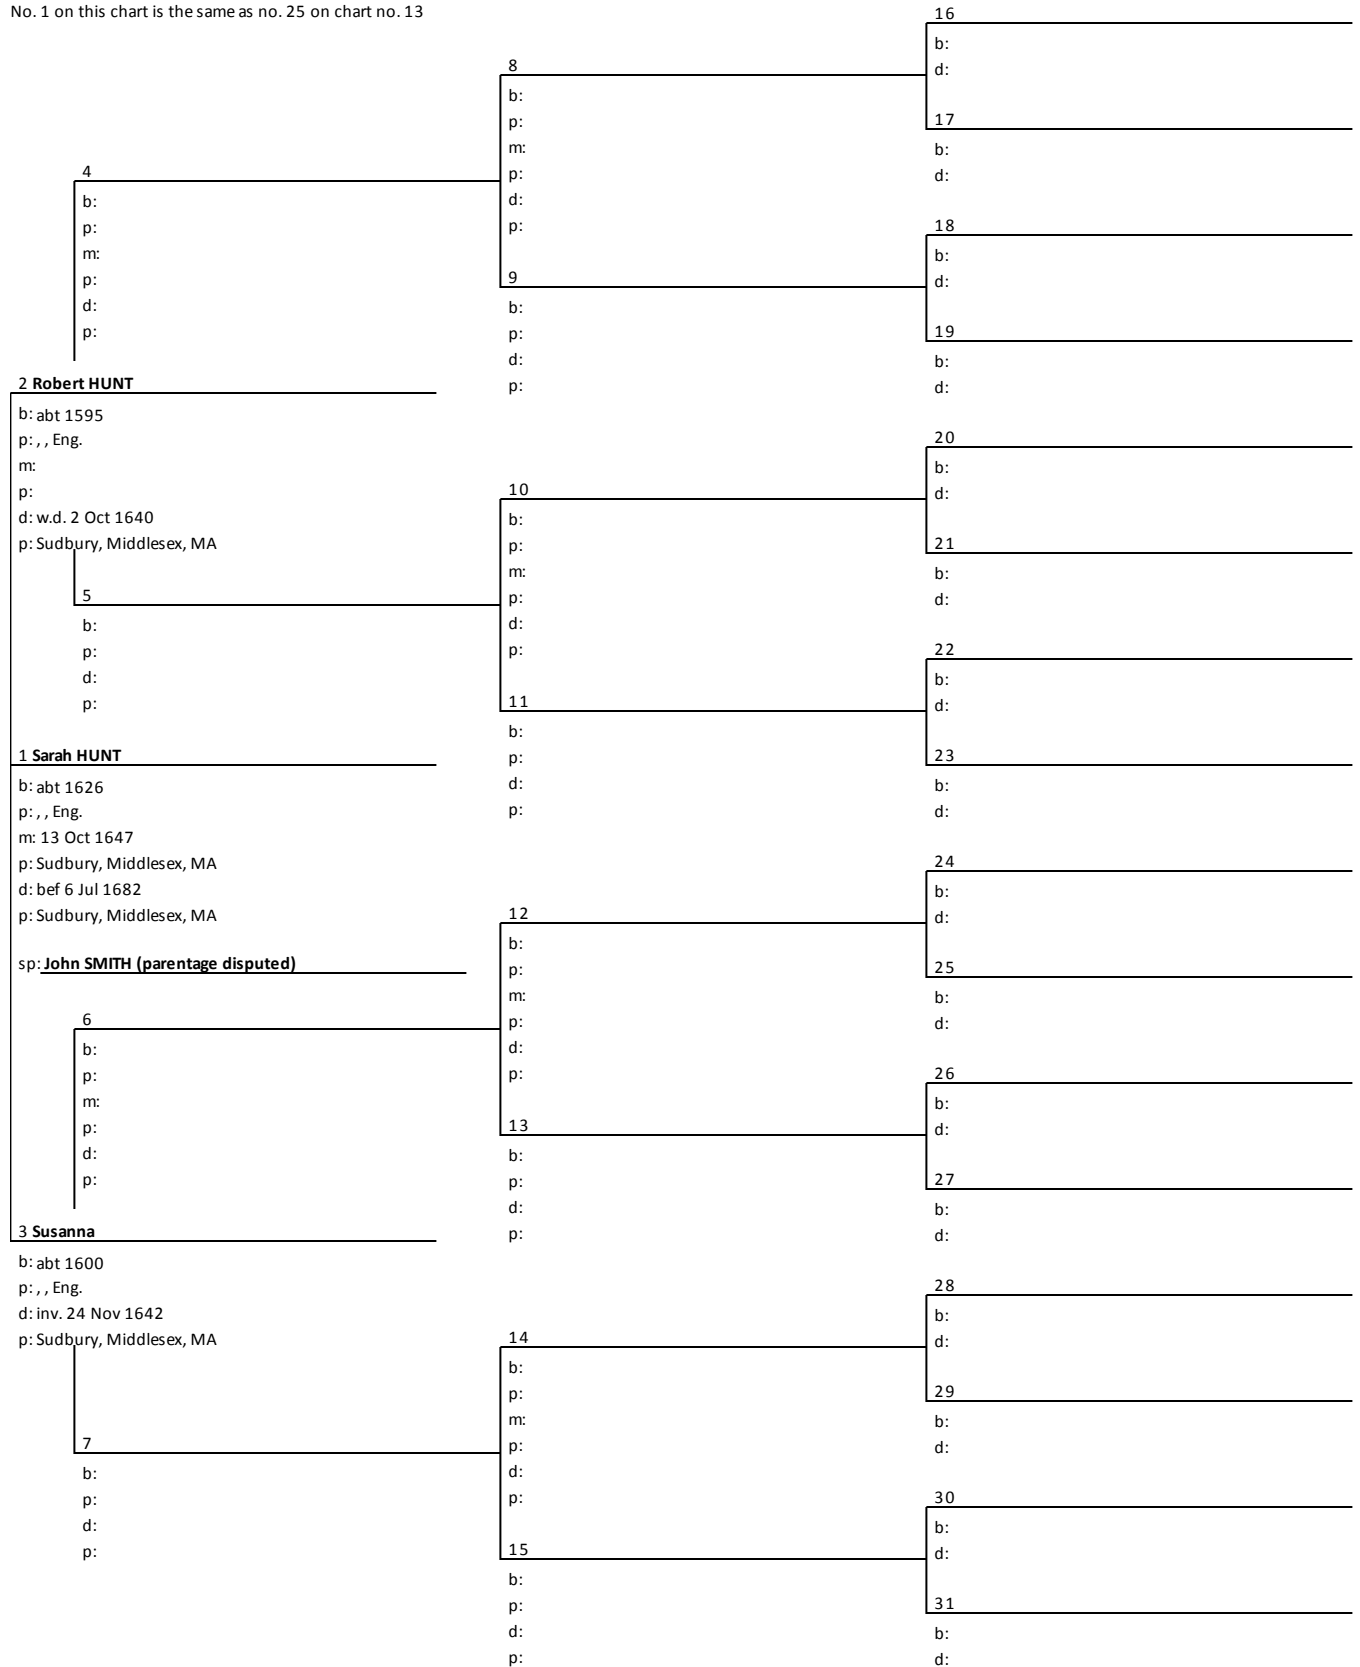 No. 1 on this chart is the same as no. 25 on chart no. 13
2 Robert HUNT
b: abt 1595
p: , , Eng.
m:
p:
d: w.d. 2 Oct 1640
p: Sudbury, Middlesex, MA
1 Sarah HUNT
b: abt 1626
p: , , Eng.
m: 13 Oct 1647
p: Sudbury, Middlesex, MA
d: bef 6 Jul 1682
p: Sudbury, Middlesex, MA
sp: John SMITH (parentage disputed)
3 Susanna
b: abt 1600
p: , , Eng.
d: inv. 24 Nov 1642
p: Sudbury, Middlesex, MA
4
b:
p:
m:
p:
d:
p:
5
b:
p:
d:
p:
6
b:
p:
m:
p:
d:
p:
7
b:
p:
d:
p:
8
b:
p:
m:
p:
d:
p:
9
b:
p:
d:
p:
10
b:
p:
m:
p:
d:
p:
11
b:
p:
d:
p:
12
b:
p:
m:
p:
d:
p:
13
b:
p:
d:
p:
14
b:
p:
m:
p:
d:
p:
15
b:
p:
d:
p:
16
b:
d:
17
b:
d:
18
b:
d:
19
b:
d:
20
b:
d:
21
b:
d:
22
b:
d:
23
b:
d:
24
b:
d:
25
b:
d:
26
b:
d:
27
b:
d:
28
b:
d:
29
b:
d:
30
b:
d:
31
b:
d: